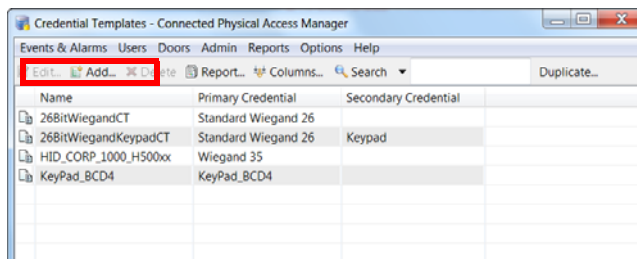 Credential Templates - Connected Physical Access Manager
Events & Alarms Users Doors Admin Reports Options Help
Edit... Add... Delete Report... Columns... Search Duplicate...
Name Primary Credential Secondary Credential
26BitWiegandCT Standard Wiegand 26
26BitWiegandKeypadCT Standard Wiegand 26 Keypad
HID_CORP_1000_H500xx Wiegand 35
KeyPad_BCD4 KeyPad_BCD4